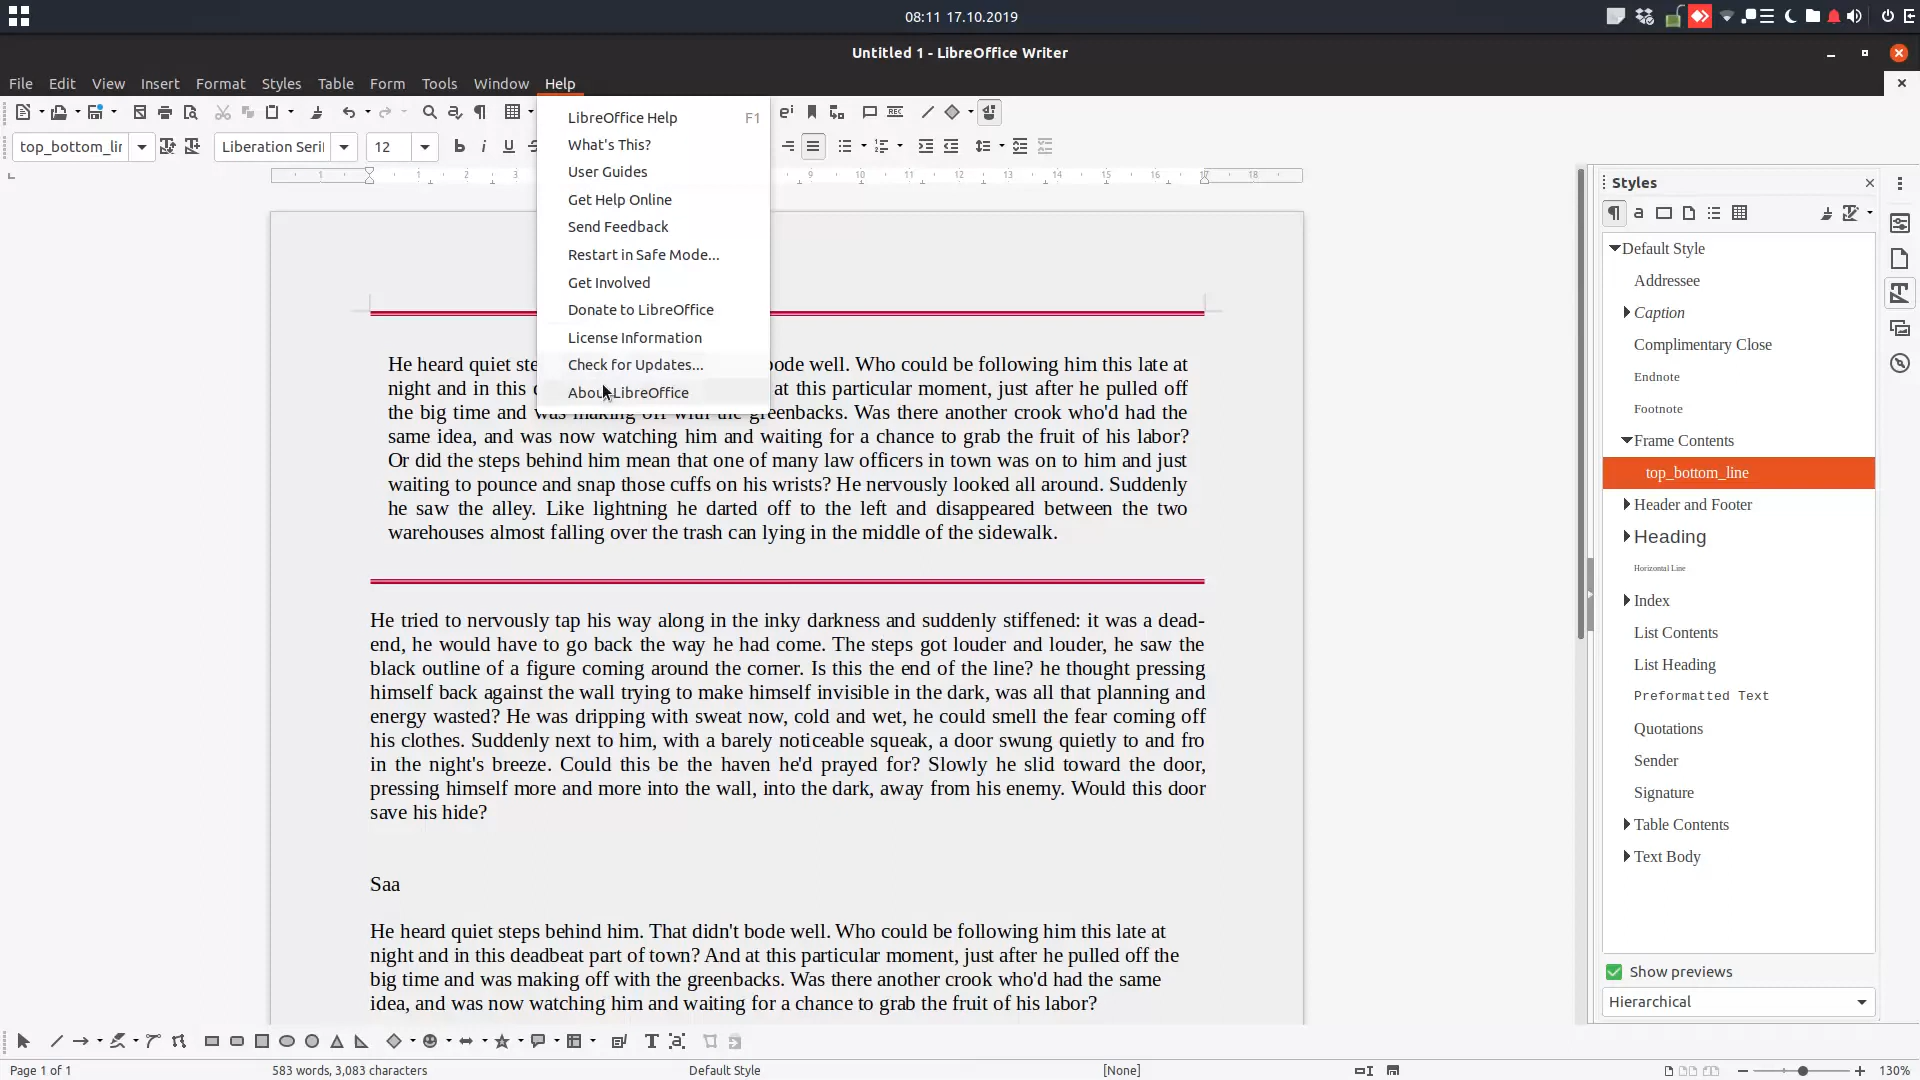 08:11 17.10.2019
Untitled 1 - LibreOffice Writer
File Edit View Insert Format Styles Table Form Tools Window Help
LibreOffice Help F1
What's This?
User Guides
Get Help Online
Send Feedback
Restart in Safe Mode...
Get Involved
Donate to LibreOffice
License Information
Check for Updates...
LibreOffice
Liberation Seri 12
1 1 2 3 9 10 11 12 13 14 15 16 17 18
He heard quiet ste bode well. Who could be following him this late at
night and in this at this particular moment, just after he pulled off
the big time and was making off with the greenbacks. Was there another crook who'd had the
same idea, and was now watching him and waiting for a chance to grab the fruit of his labor?
Or did the steps behind him mean that one of many law officers in town was on to him and just
waiting to pounce and snap those cuffs on his wrists? He nervously looked all around. Suddenly
he saw the alley. Like lightning he darted off to the left and disappeared between the two
warehouses almost falling over the trash can lying in the middle of the sidewalk.
He tried to nervously tap his way along in the inky darkness and suddenly stiffened: it was a dead-
end, he would have to go back the way he had come. The steps got louder and louder, he saw the
black outline of a figure coming around the corner. Is this the end of the line? he thought pressing
himself back against the wall trying to make himself invisible in the dark, was all that planning and
energy wasted? He was dripping with sweat now, cold and wet, he could smell the fear coming off
his clothes. Suddenly next to him, with a barely noticeable squeak, a door swung quietly to and fro
in the night's breeze. Could this be the haven he'd prayed for? Slowly he slid toward the door,
pressing himself more and more into the wall, into the dark, away from his enemy. Would this door
save his hide?
Saa
He heard quiet steps behind him. That didn't bode well. Who could be following him this late at
night and in this deadbeat part of town? And at this particular moment, just after he pulled off the
big time and was making off with the greenbacks. Was there another crook who'd had the same
idea, and was now watching him and waiting for a chance to grab the fruit of his labor?
Styles
Default Style
Addressee
Caption
Complimentary Close
Endnote
Footnote
Frame Contents
top_bottom_line
Header and Footer
Heading
Horizontal Line
Index
List Contents
List Heading
Preformatted Text
Quotations
Sender
Signature
Table Contents
Text Body
Show previews
Hierarchical
Page 1 of 1 583 words, 3,083 characters Default Style [None] 130%